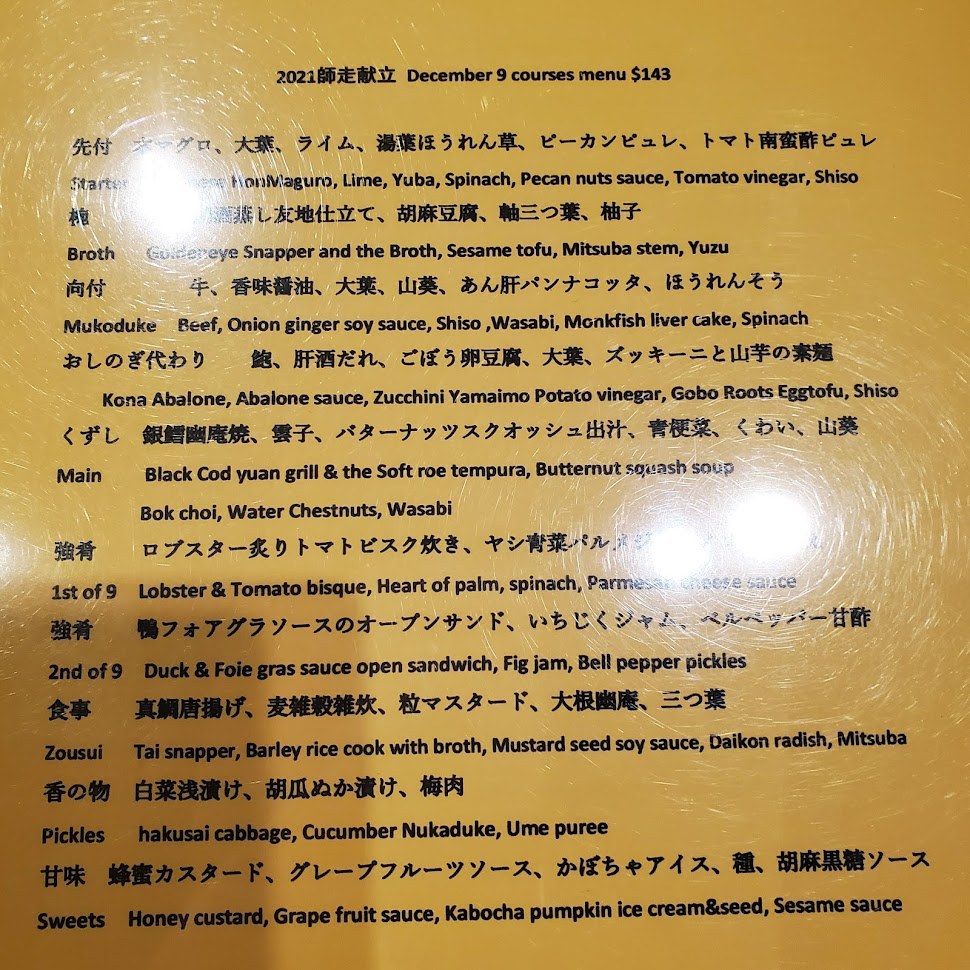 2021師走献立 December 9 courses menu $143
先付 本マグロ、大葉、ライム、湯葉ほうれん草、ピーカンピュレ、トマト南蛮酢ピュレ
Starter HonMaguro, Lime, Yuba, Spinach, Pecan nuts sauce, Tomato vinegar, Shiso
椀 蒸し友地仕立て、胡麻豆腐、軸三つ葉、柚子
Broth Goldeneye Snapper and the Broth, Sesame tofu, Mitsuba stem, Yuzu
向付 牛、香味醤油、大葉、山葵、あん肝パンナコッタ、ほうれんそう
Mukoduke Beef, Onion ginger soy sauce, Shiso ,Wasabi, Monkfish liver cake, Spinach
おしのぎ代わり 鮑、肝酒だれ、ごぼう卵豆腐、大葉、ズッキーニと山芋の素麺
Kona Abalone, Abalone sauce, Zucchini Yamaimo Potato vinegar, Gobo Roots Eggtofu, Shiso
くずし 銀鱈幽庵焼、雲子、バターナッツスクオッシュ出汁、青梗菜、くわい、山葵
Main Black Cod yuan grill & the Soft roe tempura, Butternut squash soup
Bok choi, Water Chestnuts, Wasabi
強肴 ロブスター炙りトマトビスク炊き、ヤシ青菜
1st of 9 Lobster & Tomato bisque, Heart of palm, spinach, Parmesan cheese sauce
強肴 鴨フォアグラソースのオープンサンド、いちじくジャム、ベルペッパー甘酢
2nd of 9 Duck & Foie gras sauce open sandwich, Fig jam, Bell pepper pickles
食事 真鯛唐揚げ、麦雑穀雑炊、粒マスタード、大根幽庵、三つ葉
Zousui Tai snapper, Barley rice cook with broth, Mustard seed soy sauce, Daikon radish, Mitsuba
香の物 白菜浅漬け、胡瓜ぬか漬け、梅肉
Pickles hakusai cabbage, Cucumber Nukaduke, Ume puree
甘味 蜂蜜カスタード、グレープフルーツソース、かぼちゃアイス、種、胡麻黒糖ソース
Sweets Honey custard, Grape fruit sauce, Kabocha pumpkin ice cream&seed, Sesame sauce